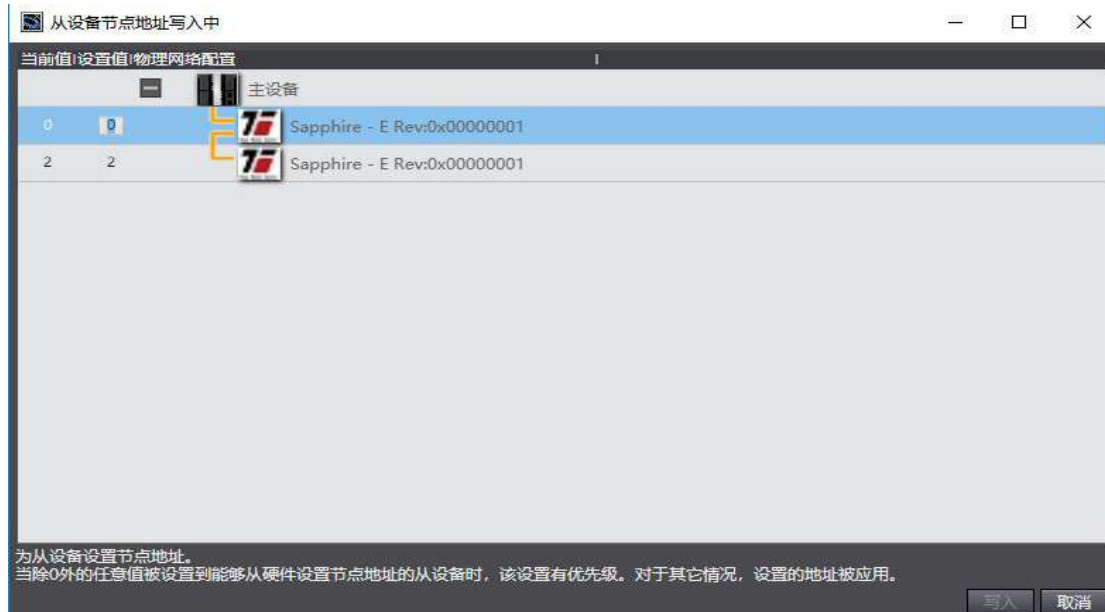 从设备节点地址写入中
当前值|设置值|物理网络配置
主设备
0 0 Sapphire - E Rev:0x00000001
2 2 Sapphire - E Rev:0x00000001
为从设备设置节点地址。
当除0外的任意值被设置到能够从硬件设置节点地址的从设备时，该设置有优先级。对于其它情况，设置的地址被应用。
写入 取消